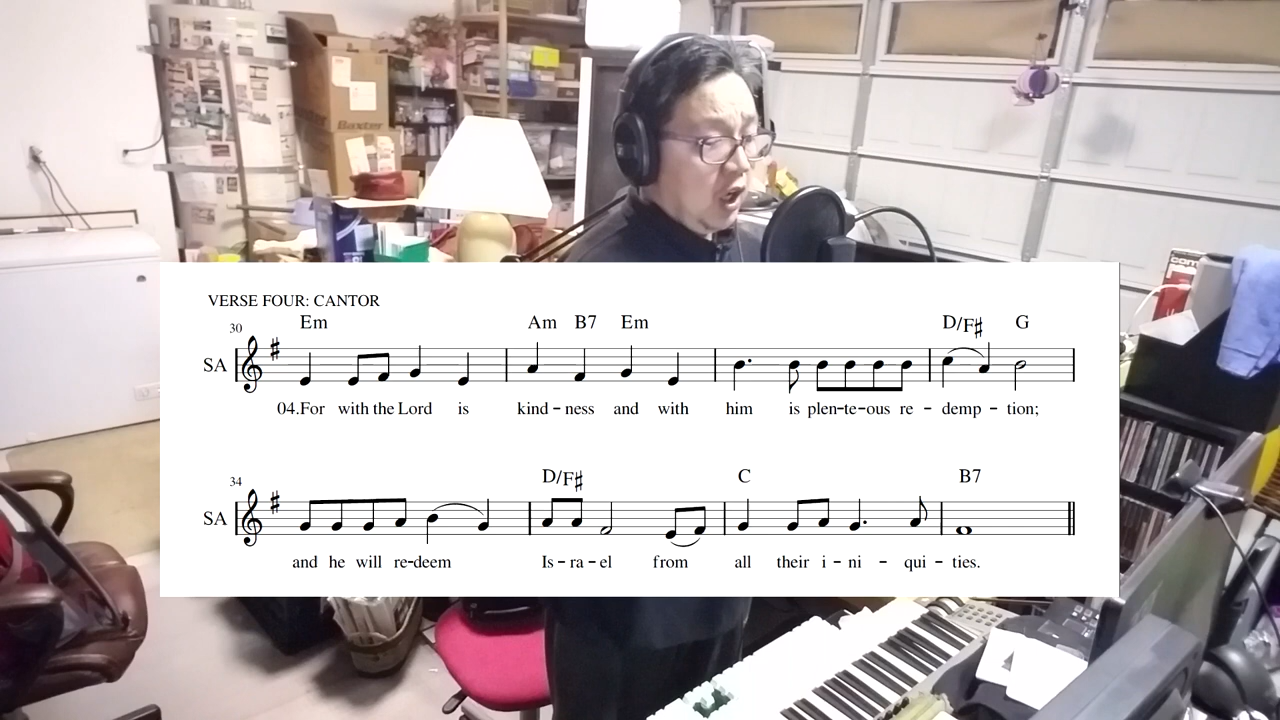 Baxter
VERSE FOUR: CANTOR
30
Em Am B7 Em D/F♯ G
SA
04.For with the Lord is kind – ness and with him is plen–te–ous re – demp – tion;
34
D/F♯ C B7
SA
and he will re–deem Is – ra – el from all their i – ni – qui – ties.